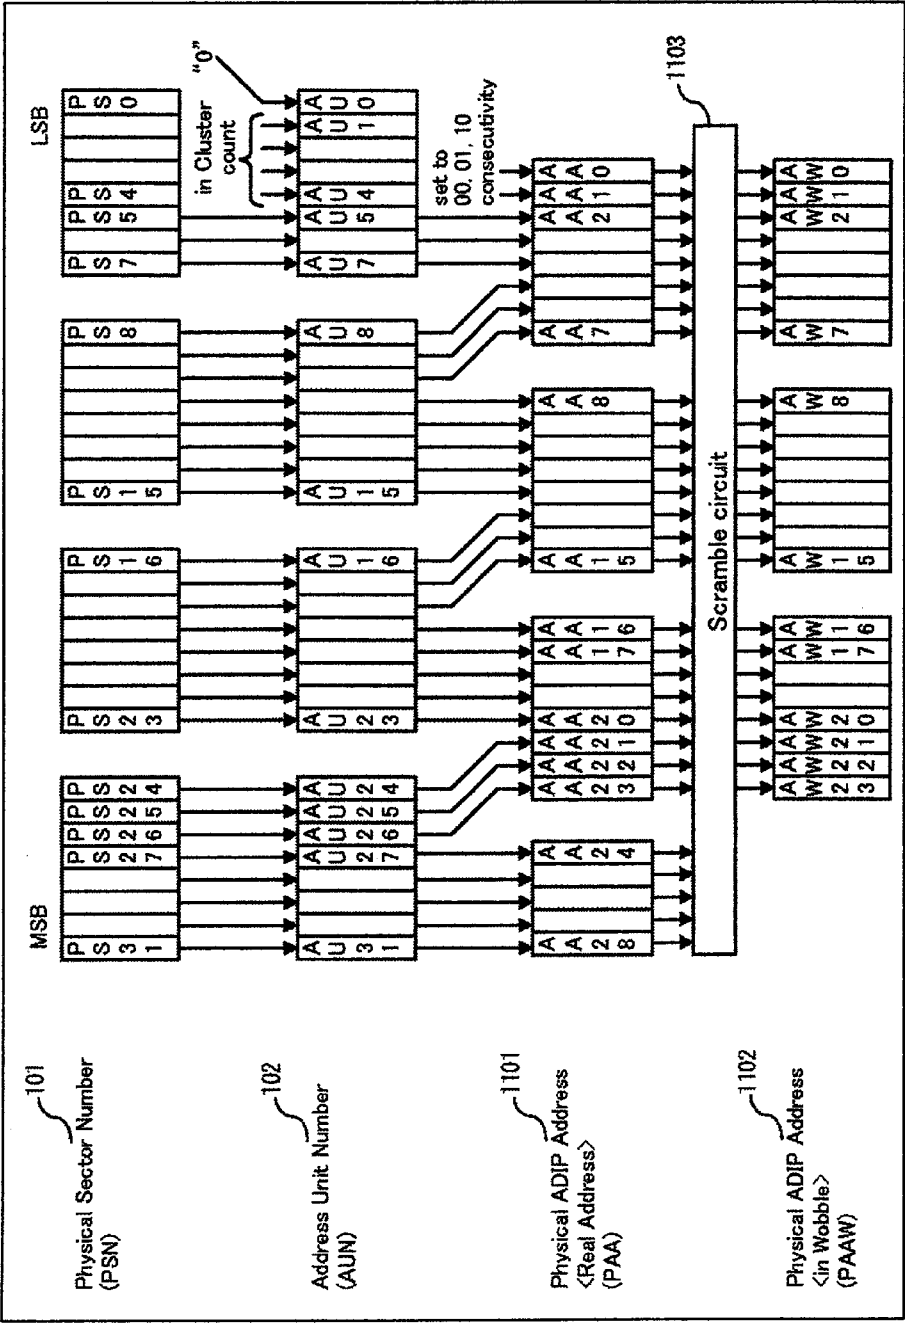 MSB
LSB
101
Physical Sector Number
(PSN)
PS31
PS27
PS26
PS25
PS24
PS23
PS16
PS15
PS8
PS7
PS5
PS4
PS0
in Cluster
count
"0"
102
Address Unit Number
(AUN)
AU31
AU27
AU26
AU25
AU24
AU23
AU16
AU15
AU8
AU7
AU5
AU4
AU1
AU0
set to
00, 01, 10
consecutivity
1101
Physical ADIP Address
<Real Address>
(PAA)
AA28
AA24
AA23
AA22
AA21
AA20
AA17
AA16
AA15
AA8
AA7
AA2
AA1
AA0
Scramble circuit
1103
1102
Physical ADIP Address
<in Wobble>
(PAAW)
AW23
AW22
AW21
AW20
AW17
AW16
AW15
AW8
AW7
AW2
AW1
AW0